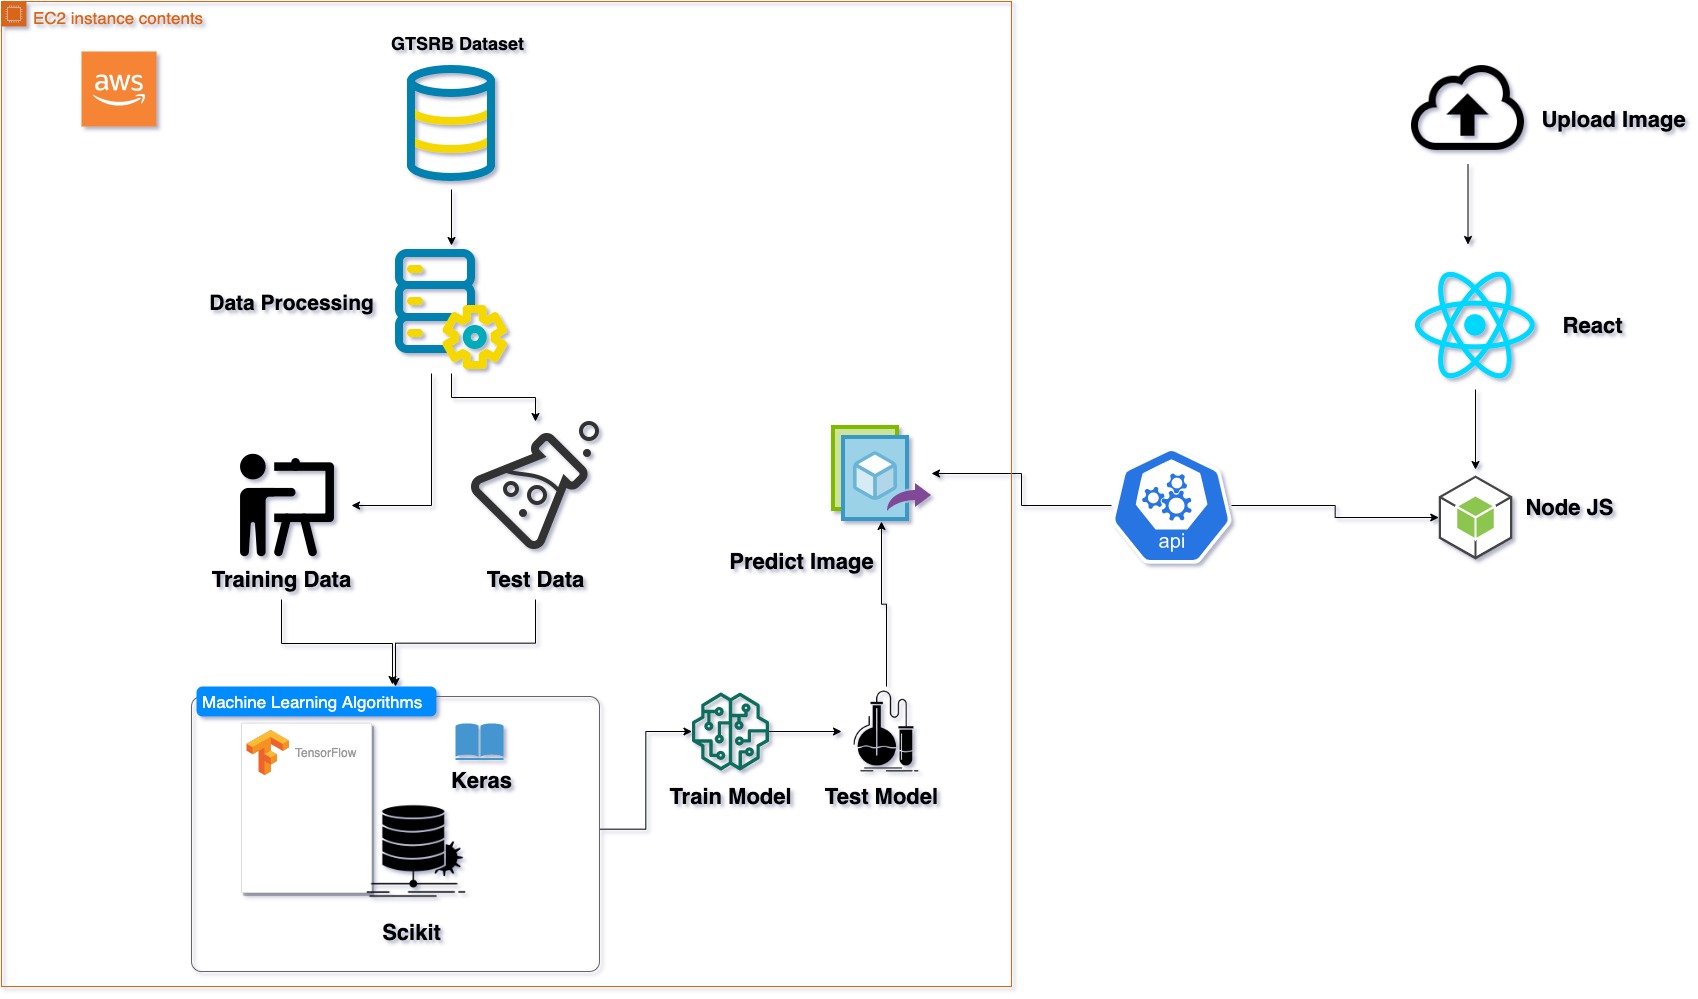 EC2 instance contents
aws
GTSRB Dataset
Upload Image
Data Processing
React
Training Data
Test Data
Predict Image
api
Node JS
Machine Learning Algorithms
TensorFlow
Keras
Scikit
Train Model
Test Model